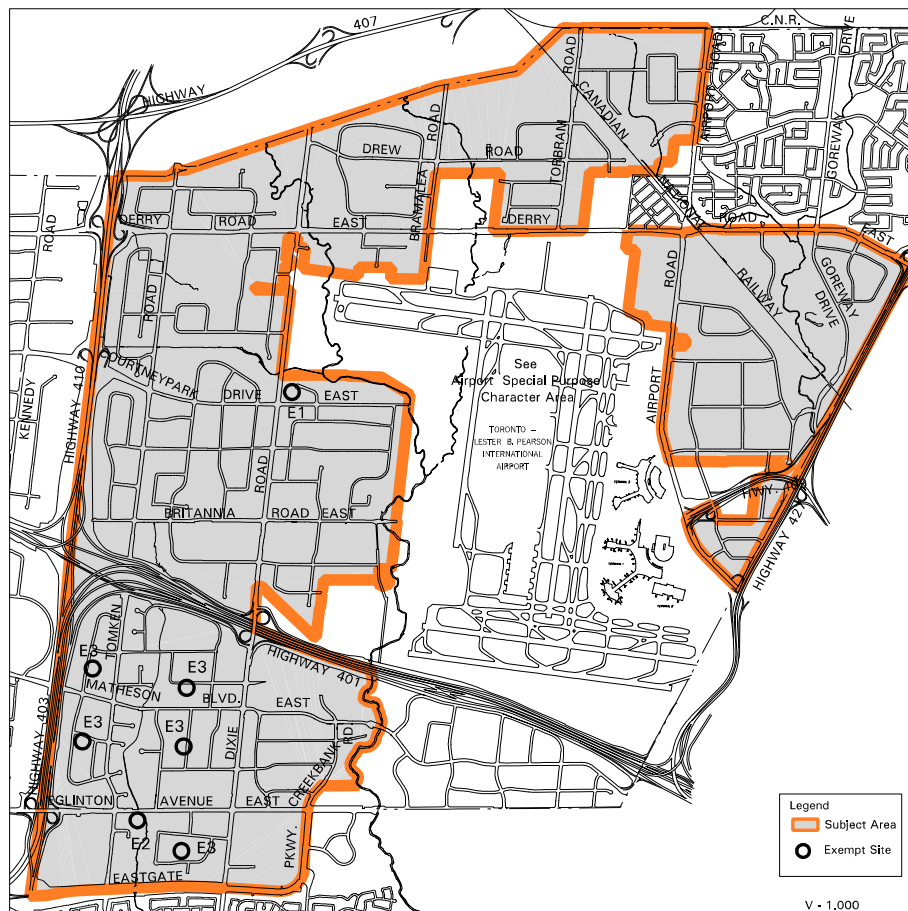 407
C.N.R.
HIGHWAY
ROAD
ROAD
DRIVE
CANADIAN
AIRPORT
ROAD
DREW
ROAD
TORBRAM
GOREWAY
NATIONAL
ROAD
DERRY
ROAD
EAST
BRAMALEA
DERRY
ROAD
EAST
ROAD
ROAD
RAILWAY
GOREWAY
DRIVE
COURTNEYPARK
DRIVE
EAST
E1
See
Airport Special Purpose
Character Area
AIRPORT
KENNEDY
HIGHWAY 410
TORONTO -
LESTER B. PEARSON
INTERNATIONAL
AIRPORT
ROAD
BRITANNIA
ROAD
EAST
HWY.
HIGHWAY 427
TOMKEN
HIGHWAY 401
E3
E3
MATHESON
BLVD.
EAST
E3
E3
DIXIE
RD.
CREEKBANK
HIGHWAY 403
EGLINTON
AVENUE
EAST
E2
E3
PKWY.
EASTGATE
Legend
Subject Area
Exempt Site
V - 1.000